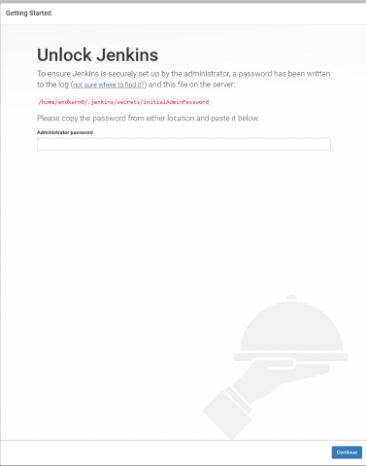 Getting Started
Unlock Jenkins
To ensure Jenkins is securely set up by the administrator, a password has been written
to the log (not sure where to find it?) and this file on the server:
/home/andkarn0/.jenkins/secrets/initialAdminPassword
Please copy the password from either location and paste it below.
Administrator password
Continue